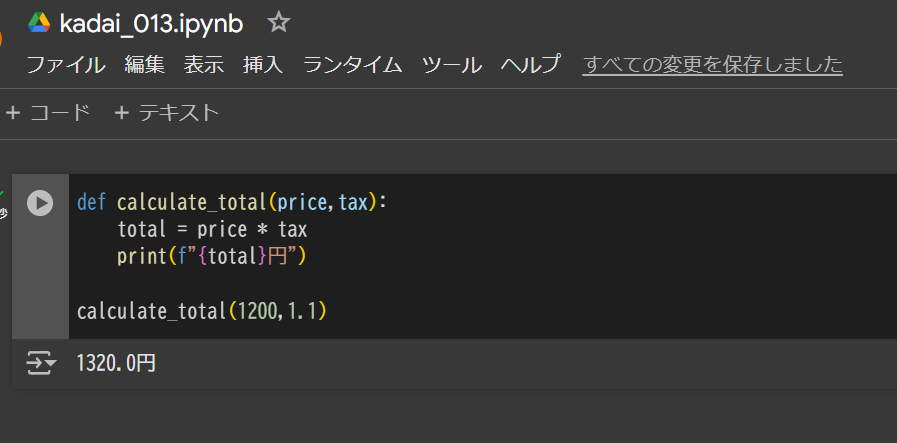 kadai_013.ipynb
ファイル 編集 表示 挿入 ランタイム ツール ヘルプ すべての変更を保存しました
+ コード + テキスト
秒
def calculate_total(price,tax):
total = price * tax
print(f"{total}円")
calculate_total(1200,1.1)
1320.0円